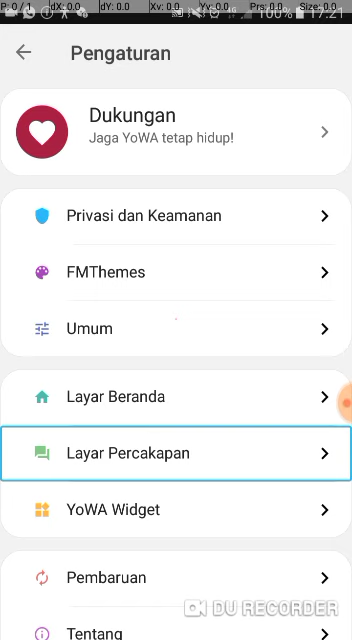 P: 0 / 1 dX: 0.0 dY: 0.0 Xv: 0.0 Yv: 0.0 Prs: 0.0 Size: 0.0
100% 17.21
Pengaturan
Dukungan
Jaga YoWA tetap hidup!
Privasi dan Keamanan
FMThemes
Umum
Layar Beranda
Layar Percakapan
YoWA Widget
Pembaruan
DU RECORDER
Tentang